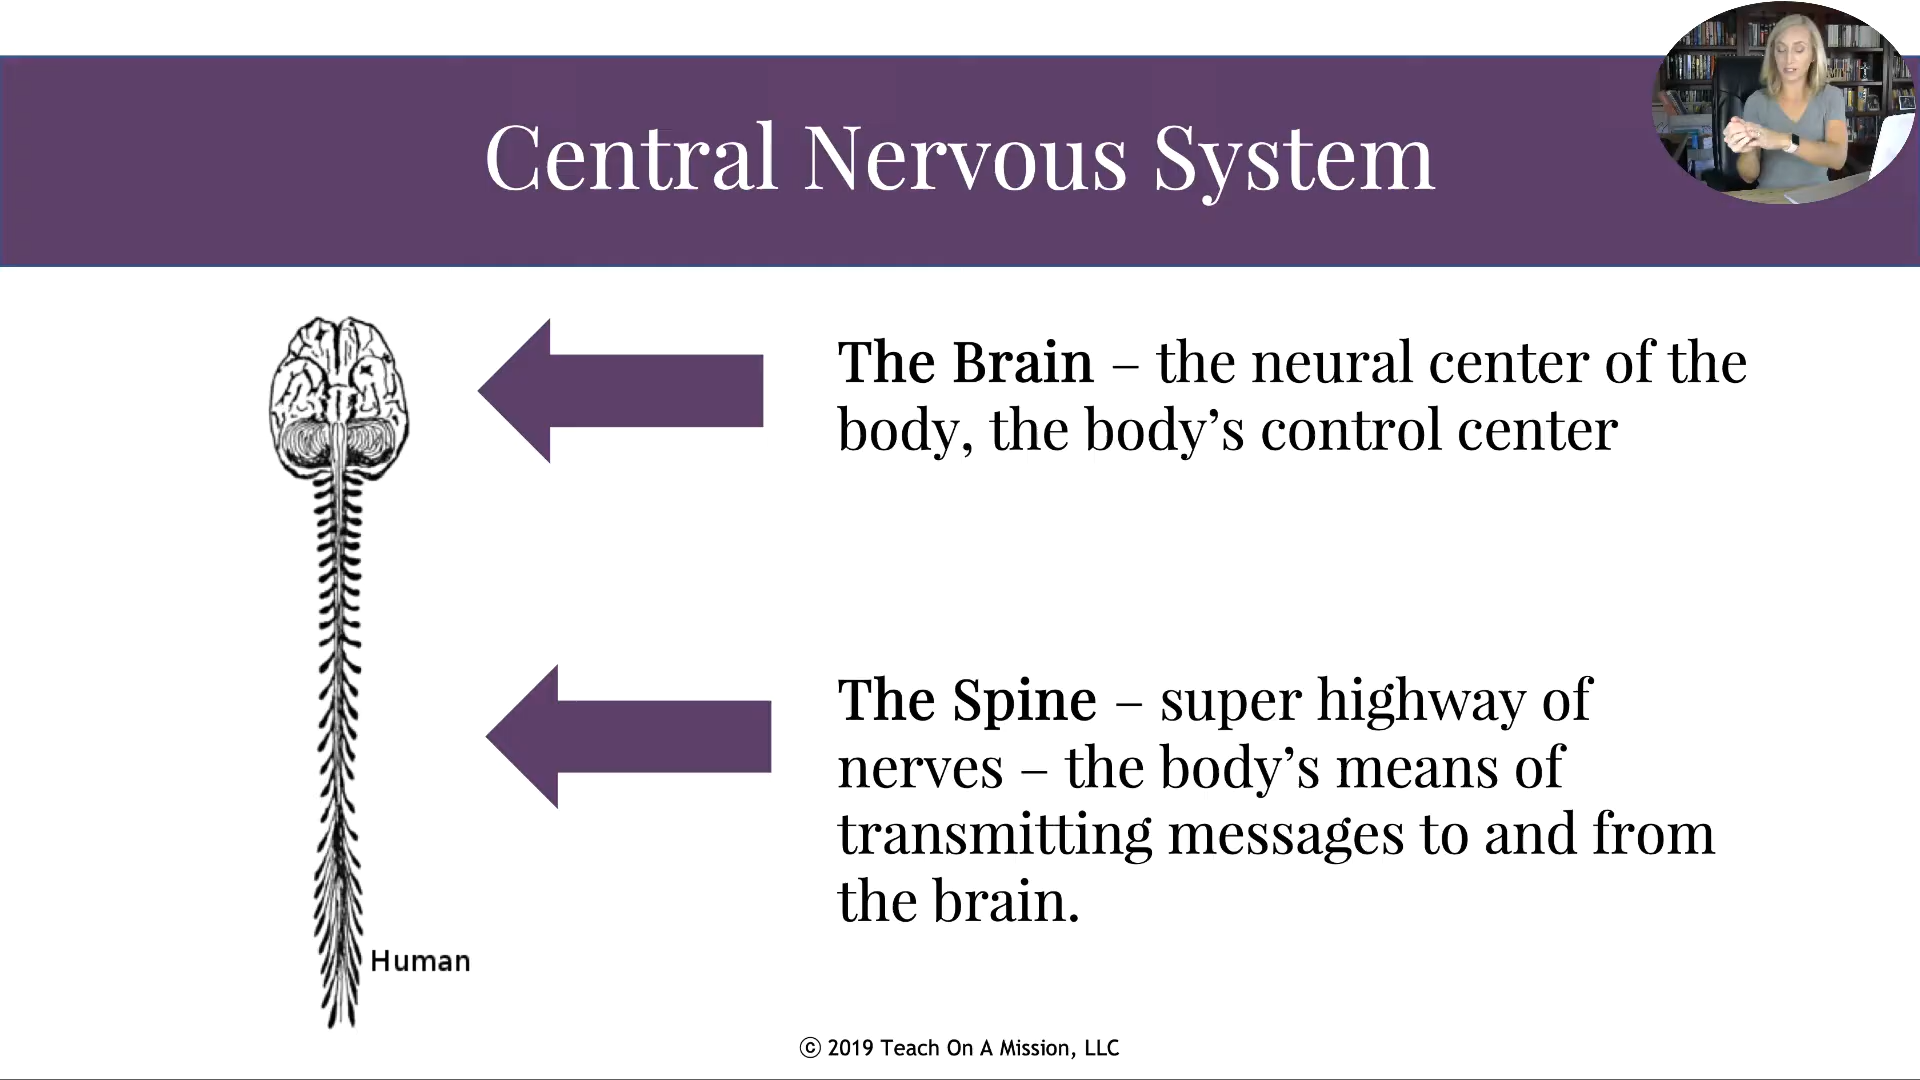 Central Nervous System
The Brain – the neural center of the
body, the body’s control center
The Spine – super highway of
nerves – the body’s means of
transmitting messages to and from
the brain.
Human
© 2019 Teach On A Mission, LLC